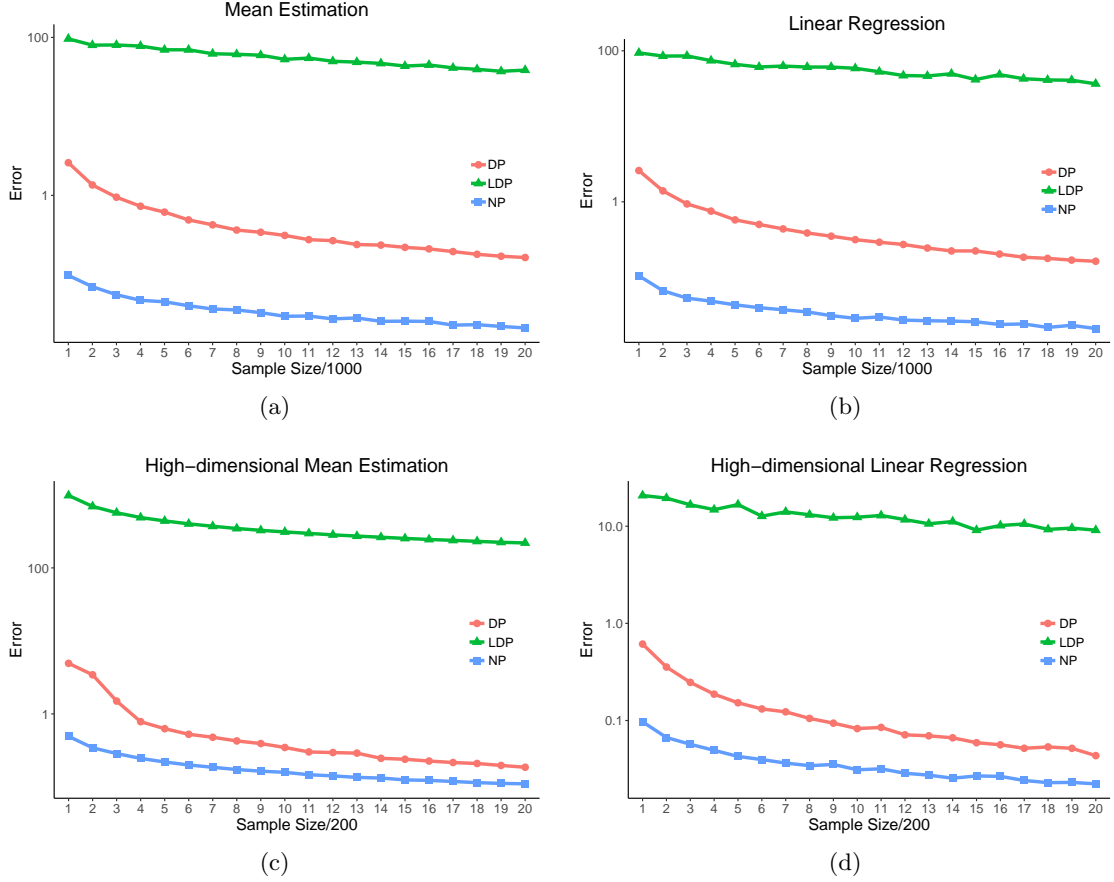 Mean Estimation
100
1
Error
DP
LDP
NP
1 2 3 4 5 6 7 8 9 10 11 12 13 14 15 16 17 18 19 20
Sample Size/1000
(a)
Linear Regression
100
1
Error
DP
LDP
NP
1 2 3 4 5 6 7 8 9 10 11 12 13 14 15 16 17 18 19 20
Sample Size/1000
(b)
High−dimensional Mean Estimation
100
1
Error
DP
LDP
NP
1 2 3 4 5 6 7 8 9 10 11 12 13 14 15 16 17 18 19 20
Sample Size/200
(c)
High−dimensional Linear Regression
10.0
1.0
0.1
Error
DP
LDP
NP
1 2 3 4 5 6 7 8 9 10 11 12 13 14 15 16 17 18 19 20
Sample Size/200
(d)